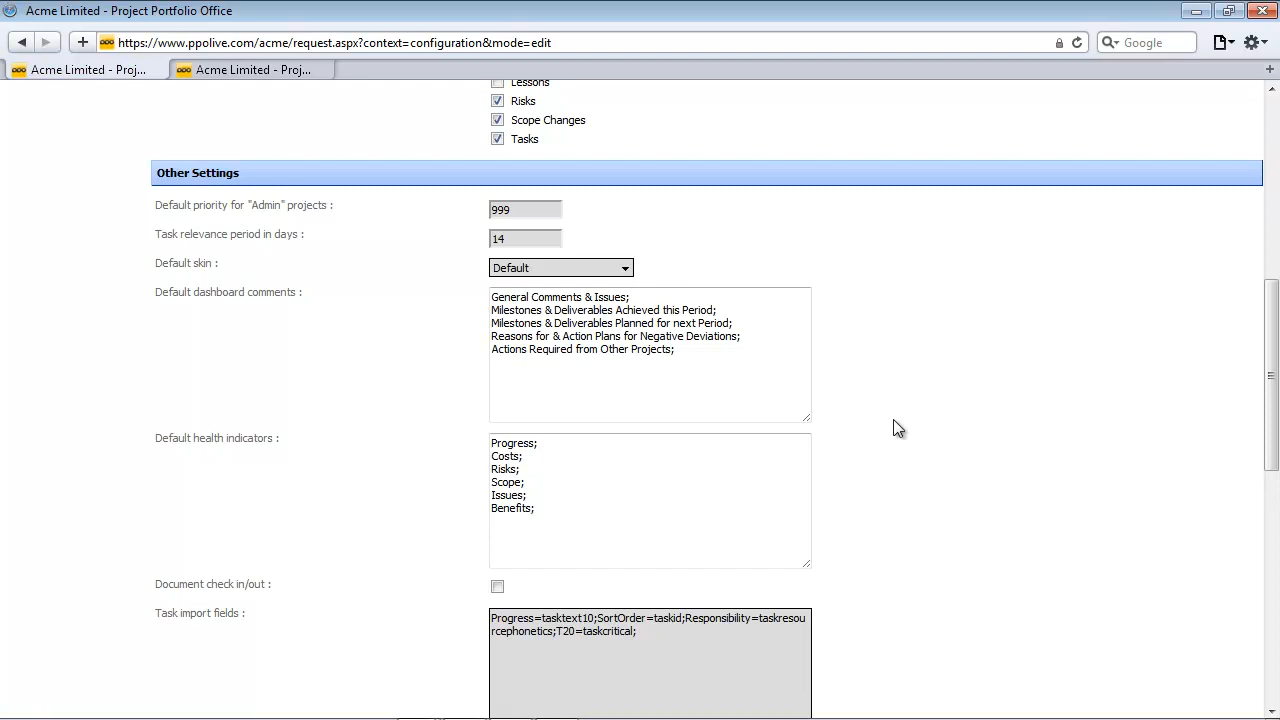 Acme Limited - Project Portfolio Office
https://www.ppolive.com/acme/request.aspx?context=configuration&mode=edit
Google
Acme Limited - Proj...
Acme Limited - Proj...
Lessons
Risks
Scope Changes
Tasks
Other Settings
Default priority for "Admin" projects :
999
Task relevance period in days :
14
Default skin :
Default
Default dashboard comments :
General Comments & Issues;
Milestones & Deliverables Achieved this Period;
Milestones & Deliverables Planned for next Period;
Reasons for & Action Plans for Negative Deviations;
Actions Required from Other Projects;
Default health indicators :
Progress;
Costs;
Risks;
Scope;
Issues;
Benefits;
Document check in/out :
Task import fields :
Progress=tasktext10;SortOrder=taskid;Responsibility=taskresou
rcephonetics;T20=taskcritical;